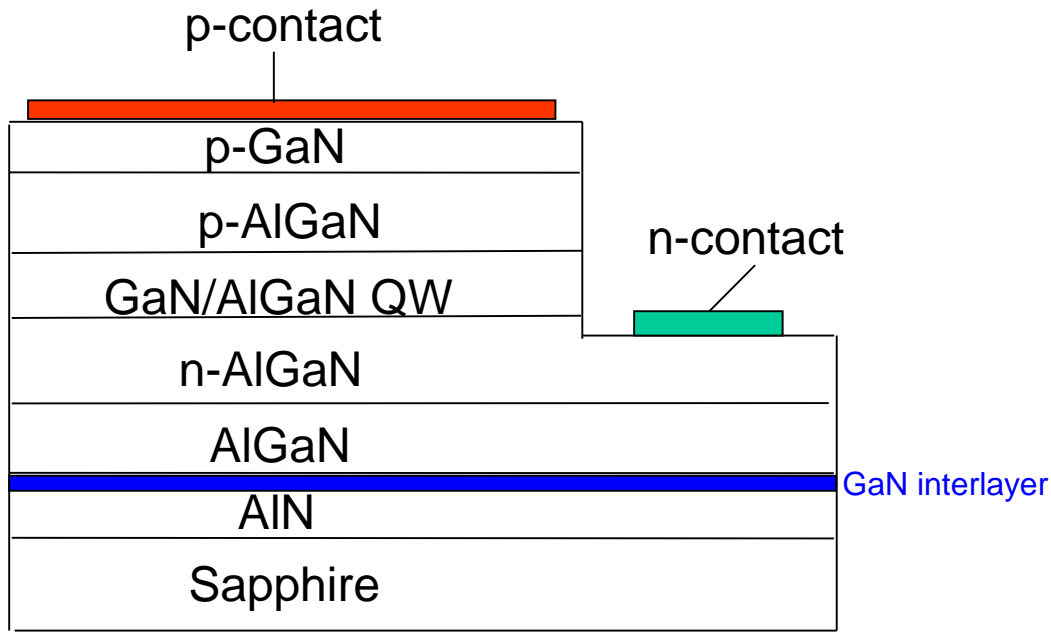 p-contact
p-GaN
p-AlGaN
n-contact
GaN/AlGaN QW
n-AlGaN
AlGaN
GaN interlayer
AlN
Sapphire